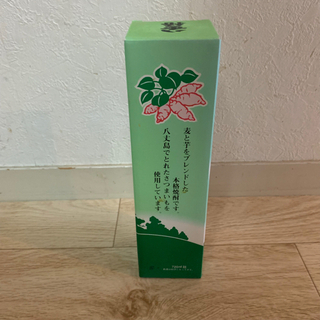 麦と芋をブレンドした
本格焼酎です。
八丈島でとれたさつまいもを
使用しています。